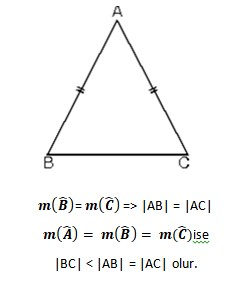 A
B
C
m(B̂)= m(Ĉ) => |AB| = |AC|
m(Â) = m(B̂) = m(Ĉ)ise
|BC| < |AB| = |AC| olur.